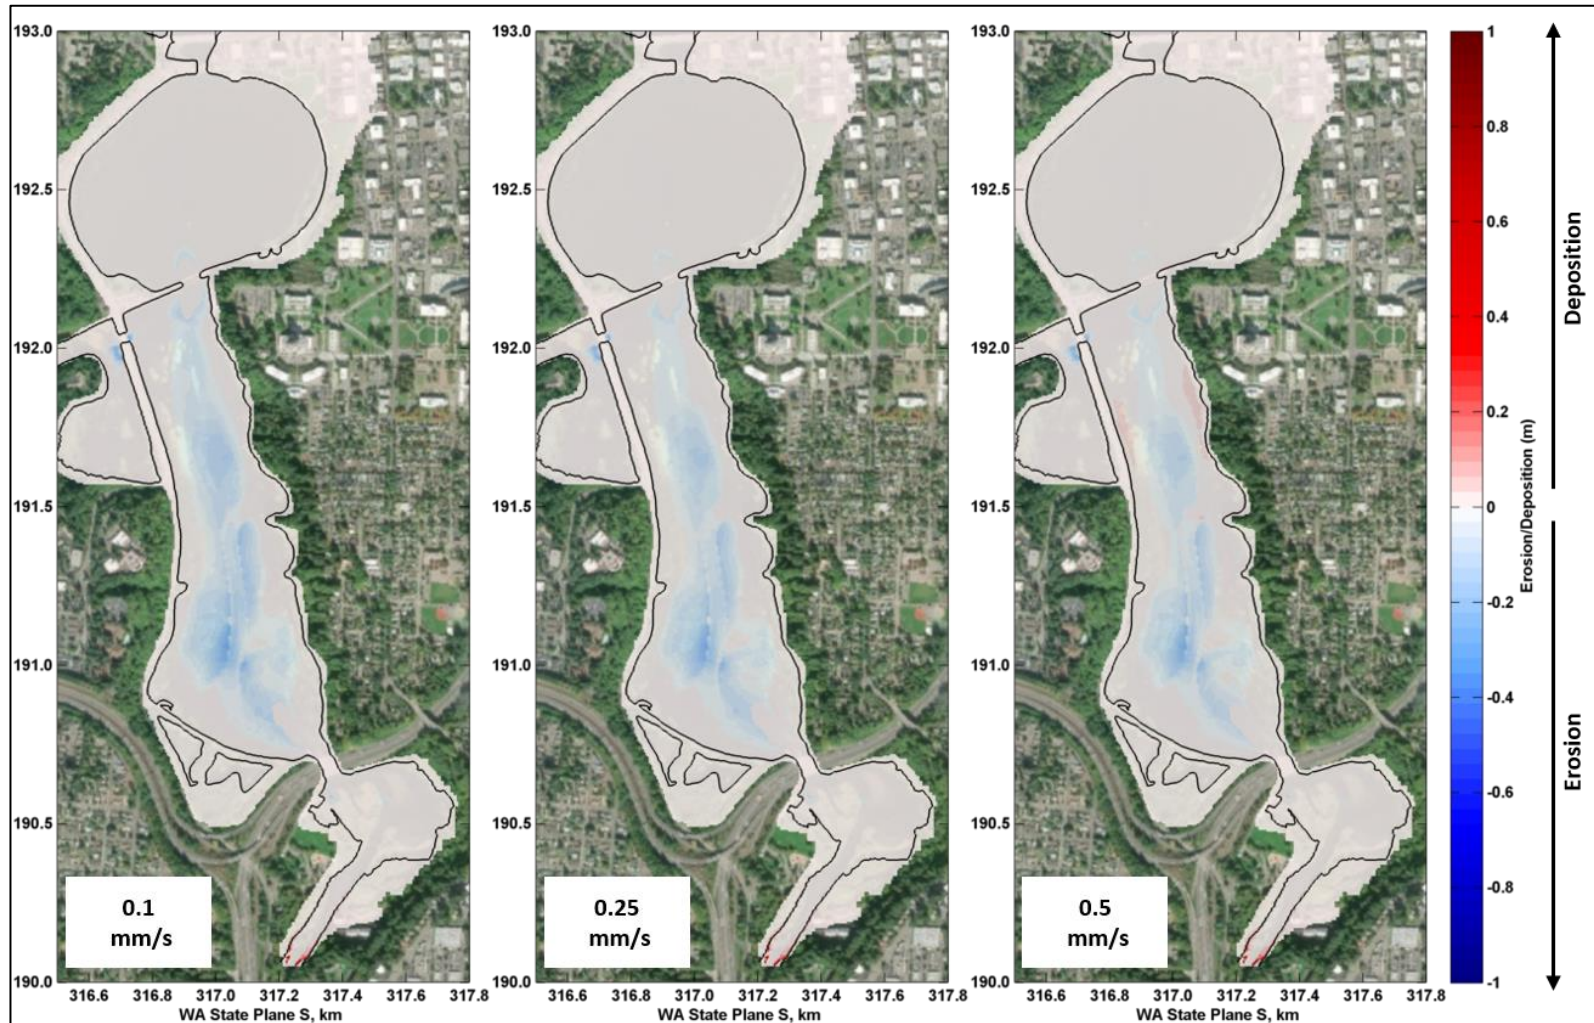 193.0
192.5
192.0
191.5
191.0
190.5
190.0
316.6 316.8 317.0 317.2 317.4 317.6 317.8
WA State Plane S, km
0.1
mm/s
193.0
192.5
192.0
191.5
191.0
190.5
190.0
316.6 316.8 317.0 317.2 317.4 317.6 317.8
WA State Plane S, km
0.25
mm/s
193.0
192.5
192.0
191.5
191.0
190.5
190.0
316.6 316.8 317.0 317.2 317.4 317.6 317.8
WA State Plane S, km
0.5
mm/s
1
0.8
0.6
0.4
0.2
0
-0.2
-0.4
-0.6
-0.8
-1
Erosion/Deposition (m)
Deposition
Erosion